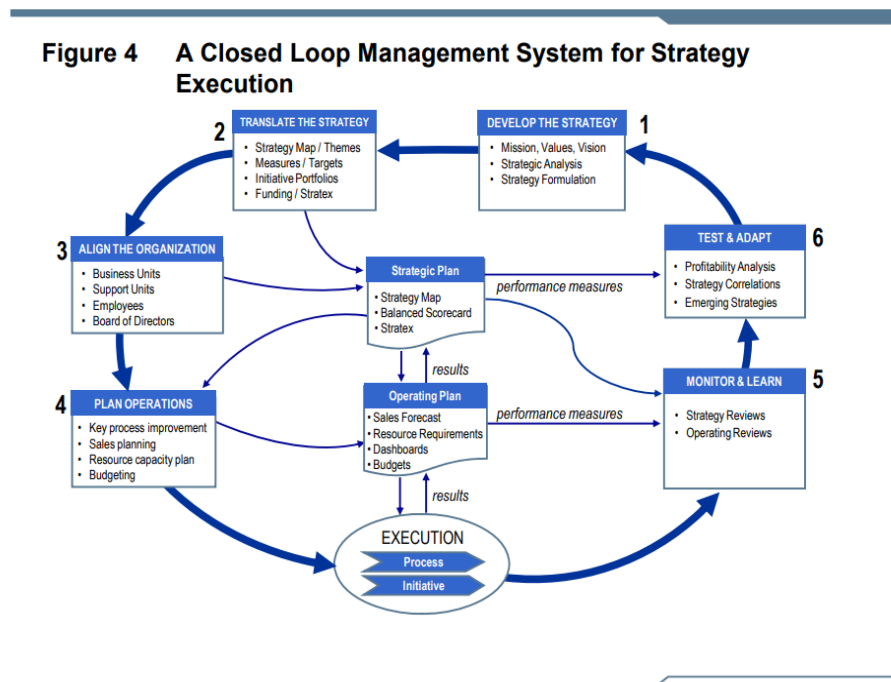 Figure 4 A Closed Loop Management System for Strategy
Execution
2
TRANSLATE THE STRATEGY
• Strategy Map / Themes
• Measures / Targets
• Initiative Portfolios
• Funding / Stratex
DEVELOP THE STRATEGY
1
• Mission, Values, Vision
• Strategic Analysis
• Strategy Formulation
3
ALIGN THE ORGANIZATION
• Business Units
• Support Units
• Employees
• Board of Directors
Strategic Plan
• Strategy Map
• Balanced Scorecard
• Stratex
performance measures
TEST & ADAPT
6
• Profitability Analysis
• Strategy Correlations
• Emerging Strategies
results
4
PLAN OPERATIONS
• Key process improvement
• Sales planning
• Resource capacity plan
• Budgeting
Operating Plan
• Sales Forecast
• Resource Requirements
• Dashboards
• Budgets
performance measures
MONITOR & LEARN
5
• Strategy Reviews
• Operating Reviews
results
EXECUTION
Process
Initiative